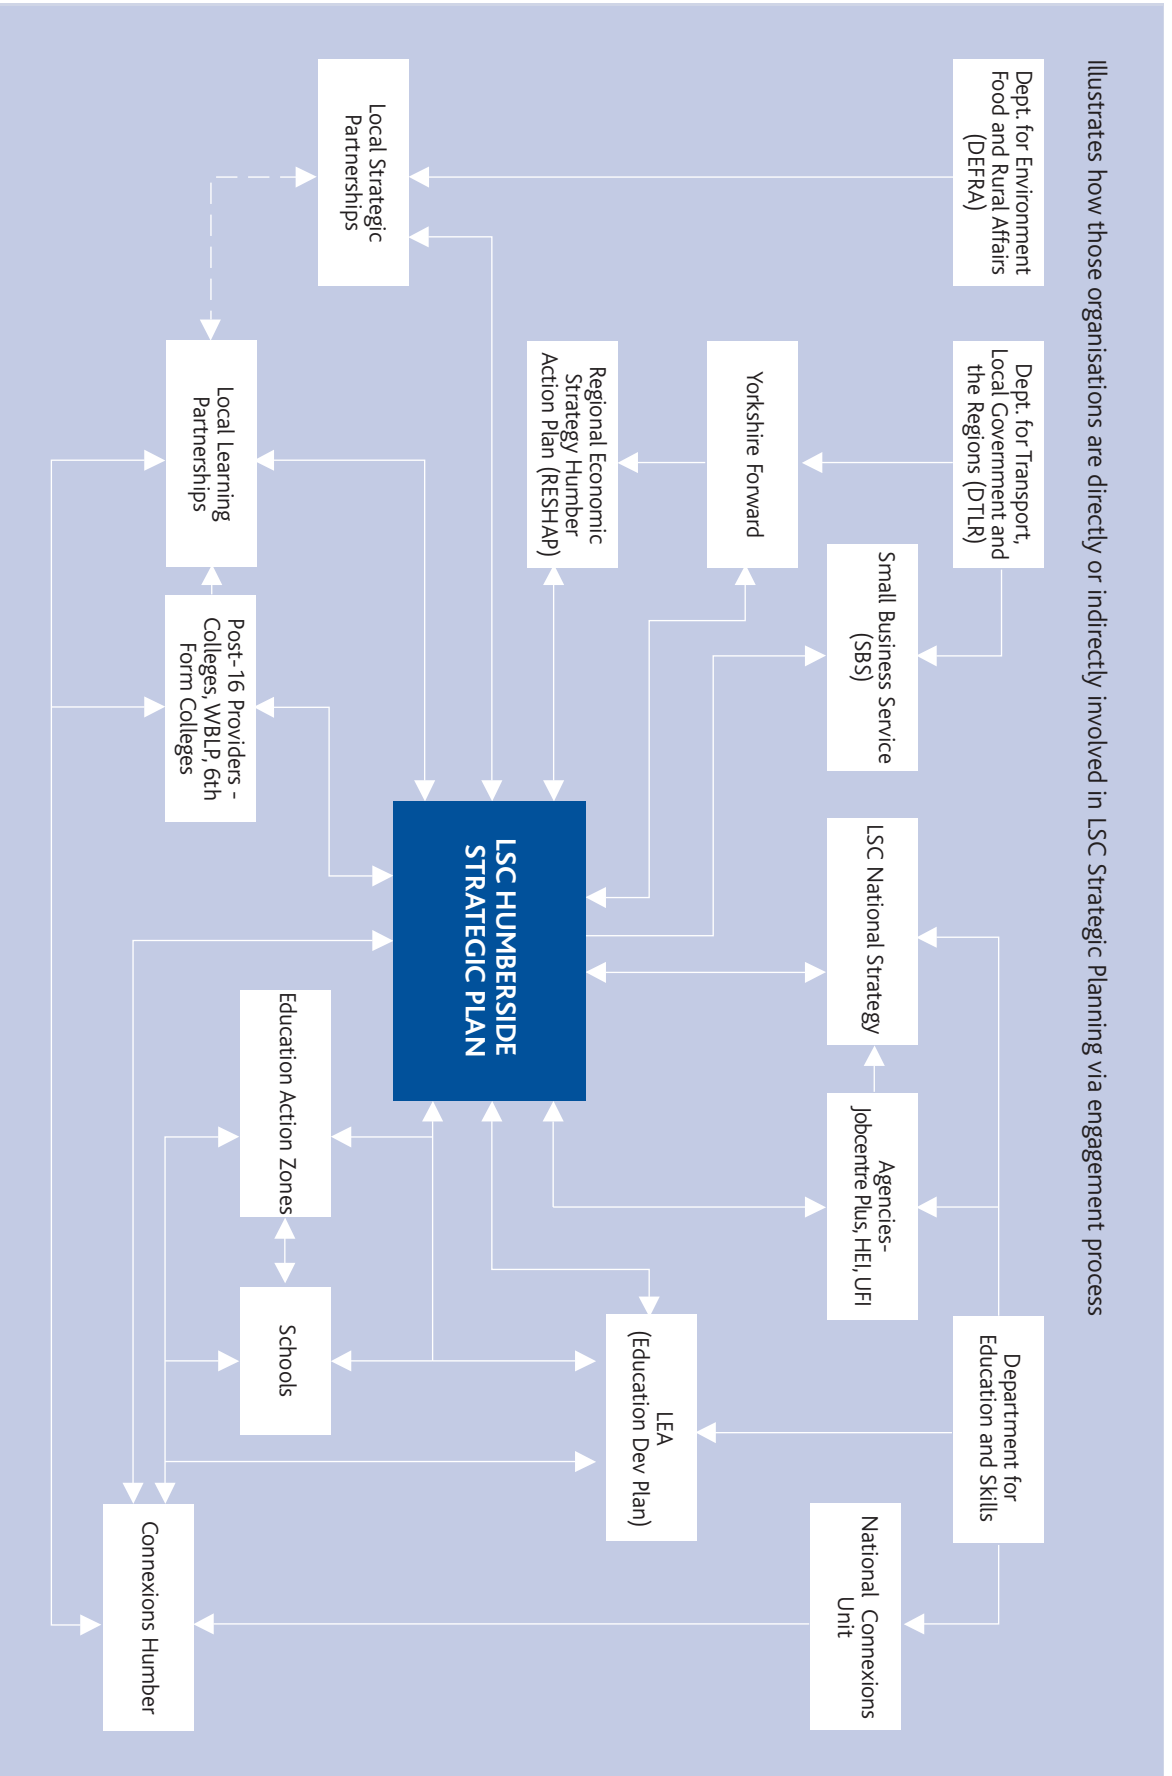 Illustrates how those organisations are directly or indirectly involved in LSC Strategic Planning via engagement process
Dept. for Environment
Food and Rural Affairs
(DEFRA)
Dept. for Transport,
Local Government and
the Regions (DTLR)
Department for
Education and Skills
Small Business Service
(SBS)
LSC National Strategy
Agencies-
Jobcentre Plus, HEI, UFI
National Connexions
Unit
Yorkshire Forward
LEA
(Education Dev Plan)
Regional Economic
Strategy Humber
Action Plan (RESHAP)
LSC HUMBERSIDE
STRATEGIC PLAN
Local Strategic
Partnerships
Education Action Zones
Schools
Local Learning
Partnerships
Post-16 Providers -
Colleges, WBLP, 6th
Form Colleges
Connexions Humber